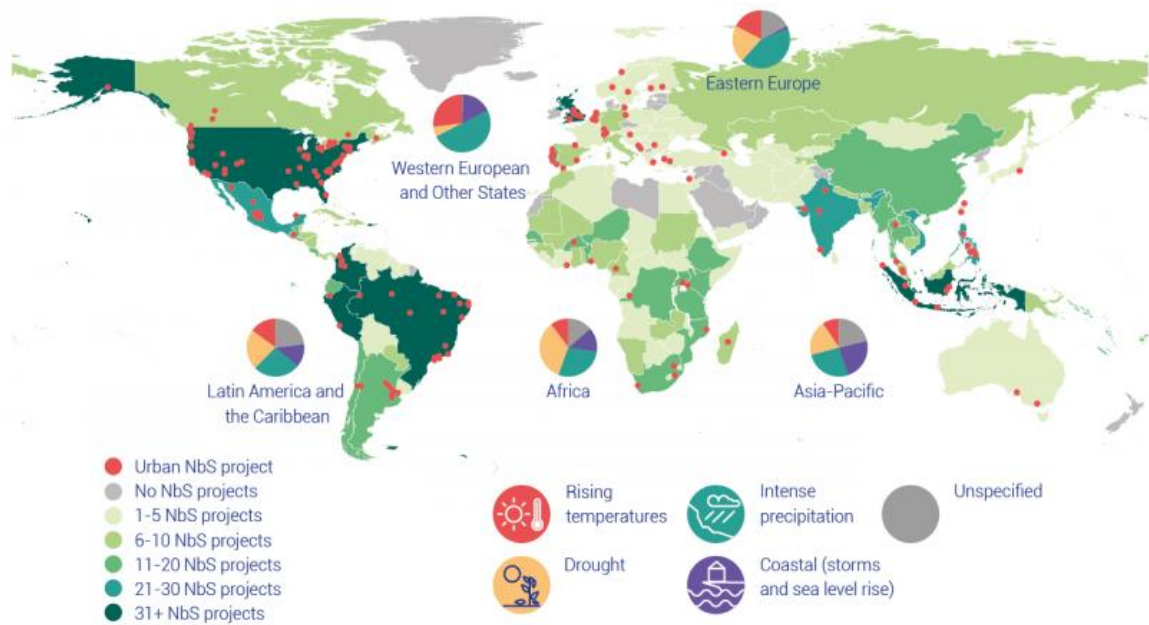 Eastern Europe
Western European
and Other States
Latin America and
the Caribbean
Africa
Asia-Pacific
Urban NbS project
No NbS projects
1-5 NbS projects
6-10 NbS projects
11-20 NbS projects
21-30 NbS projects
31+ NbS projects
Rising
temperatures
Intense
precipitation
Unspecified
Drought
Coastal (storms
and sea level rise)